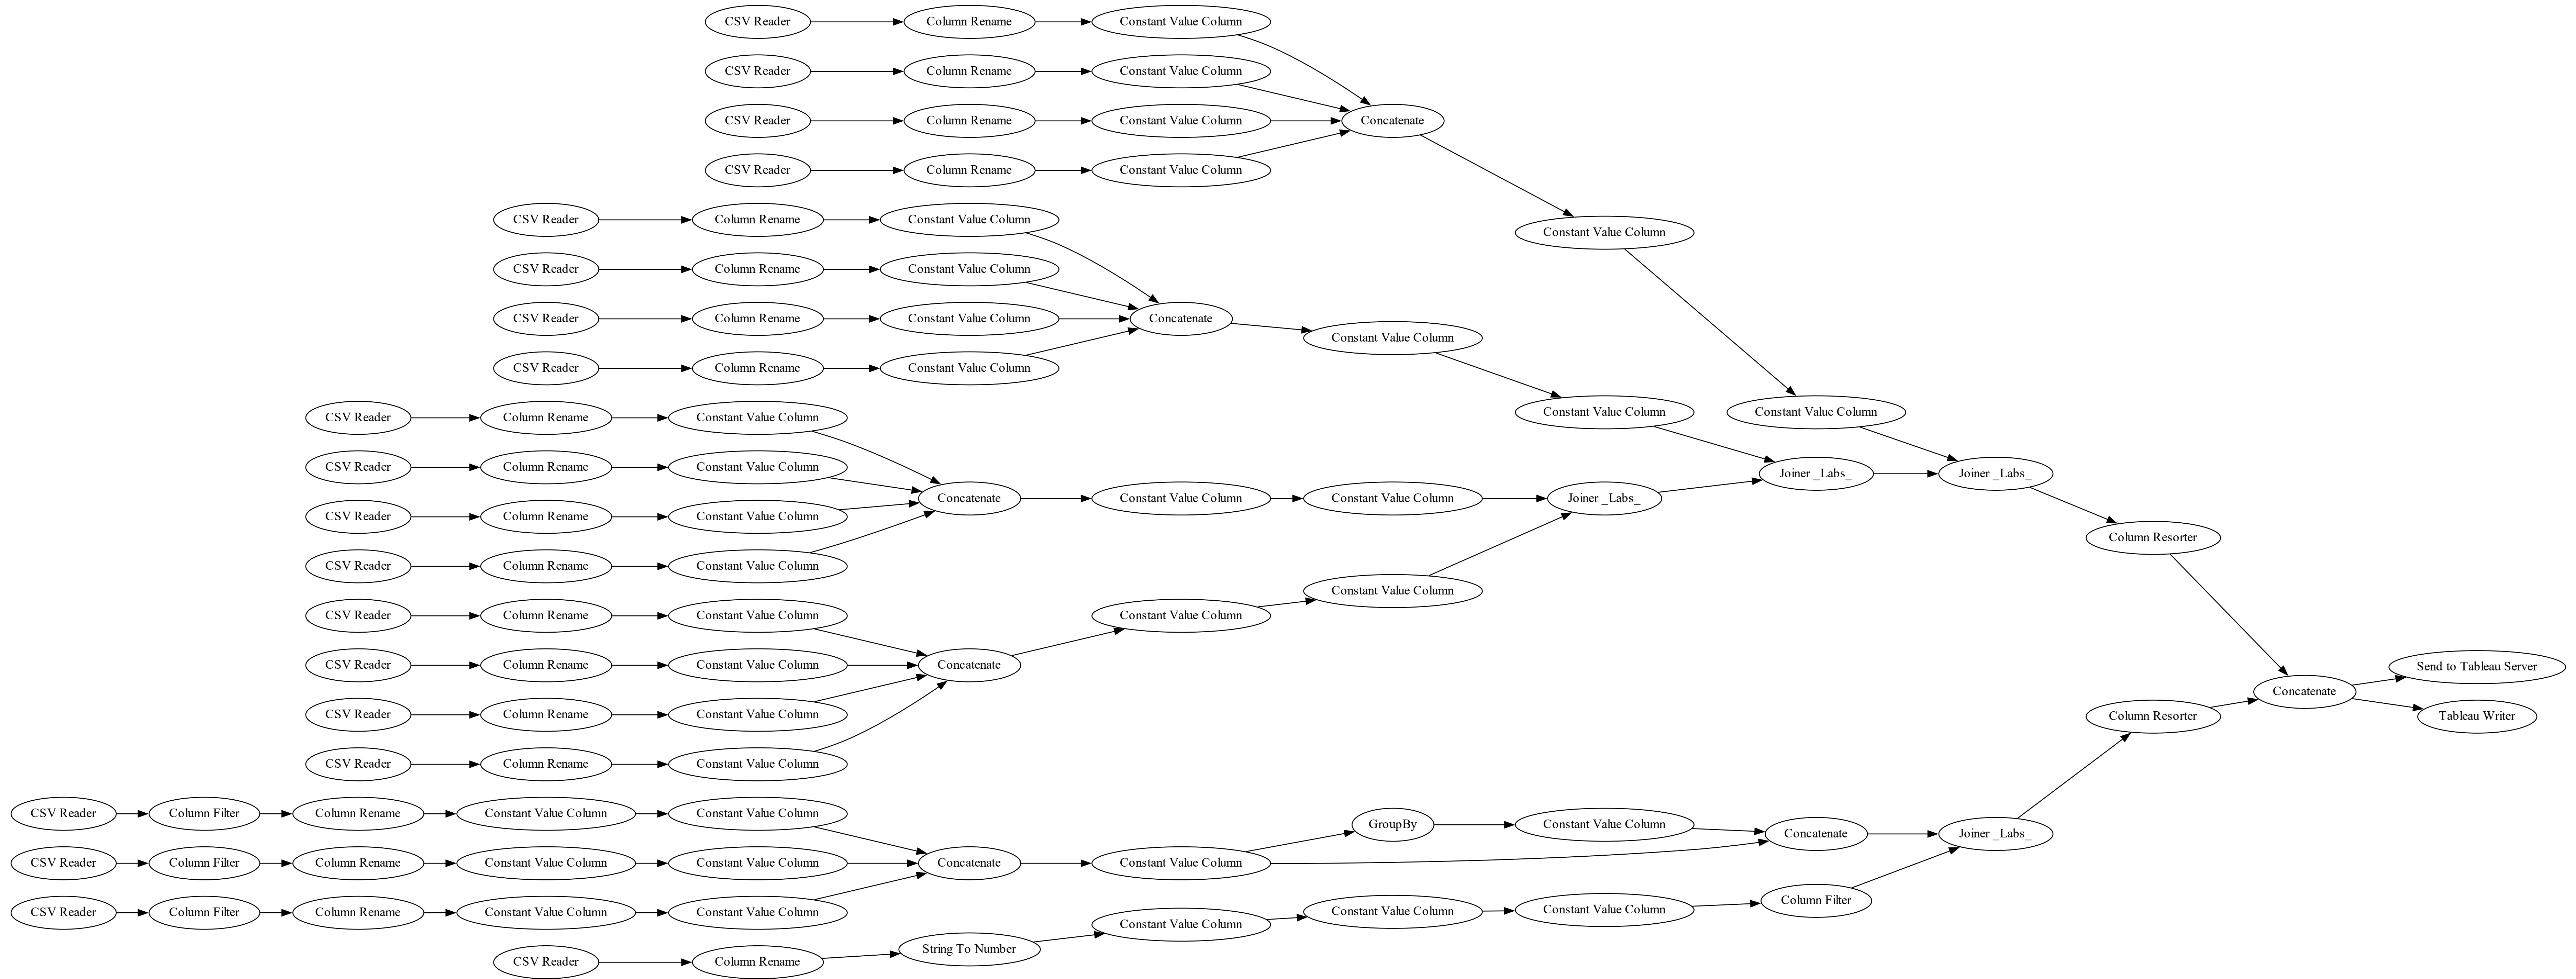 CSV Reader Column Rename Constant Value Column
CSV Reader Column Rename Constant Value Column
CSV Reader Column Rename Constant Value Column Concatenate
CSV Reader Column Rename Constant Value Column
CSV Reader Column Rename Constant Value Column
Constant Value Column
CSV Reader Column Rename Constant Value Column
CSV Reader Column Rename Constant Value Column Concatenate
Constant Value Column
CSV Reader Column Rename Constant Value Column
Constant Value Column Constant Value Column
CSV Reader Column Rename Constant Value Column
CSV Reader Column Rename Constant Value Column
Joiner _Labs_ Joiner _Labs_
Concatenate Constant Value Column Constant Value Column Joiner _Labs_
CSV Reader Column Rename Constant Value Column
Column Resorter
CSV Reader Column Rename Constant Value Column
Constant Value Column
CSV Reader Column Rename Constant Value Column Constant Value Column
CSV Reader Column Rename Constant Value Column Concatenate Send to Tableau Server
Concatenate
CSV Reader Column Rename Constant Value Column Column Resorter Tableau Writer
CSV Reader Column Rename Constant Value Column
CSV Reader Column Filter Column Rename Constant Value Column Constant Value Column
GroupBy Constant Value Column
Concatenate Joiner _Labs_
CSV Reader Column Filter Column Rename Constant Value Column Constant Value Column Concatenate Constant Value Column
Column Filter
CSV Reader Column Filter Column Rename Constant Value Column Constant Value Column Constant Value Column Constant Value Column
Constant Value Column
String To Number
CSV Reader Column Rename